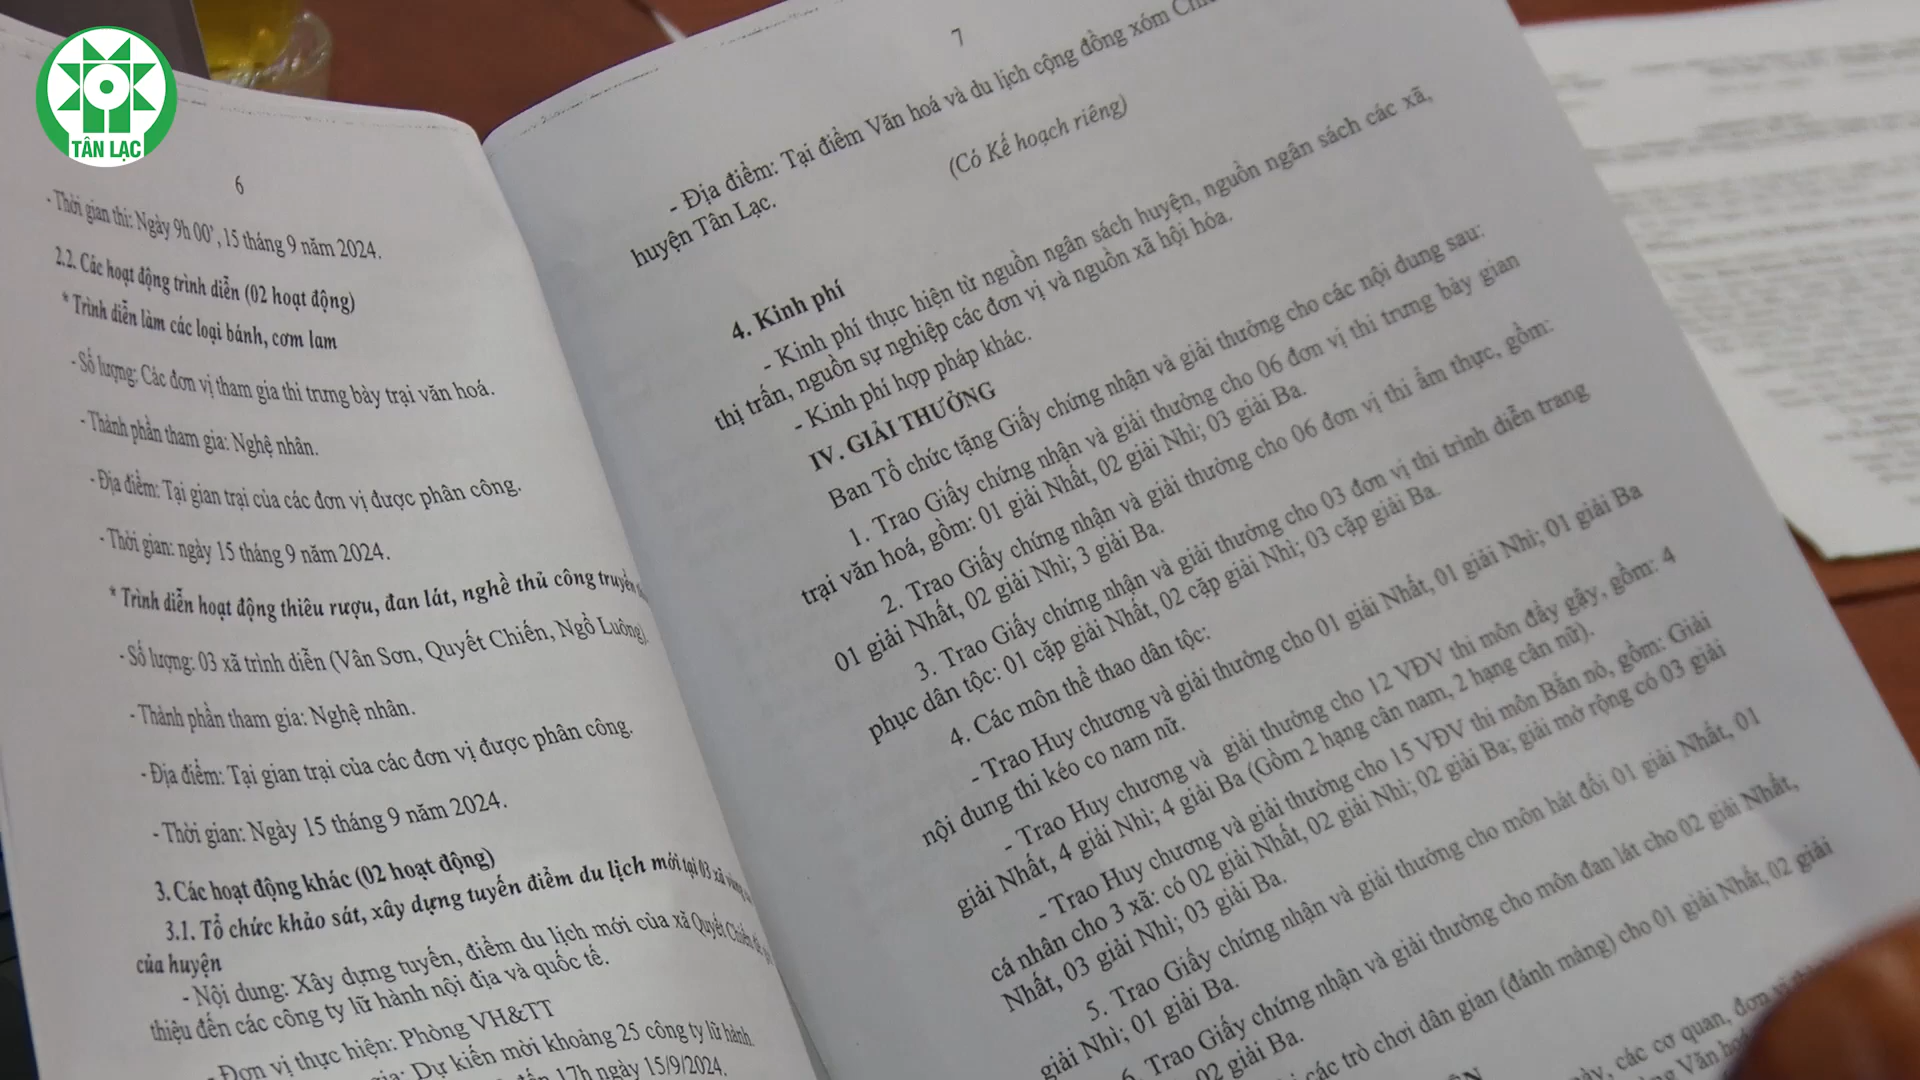 TÂN LẠC
6
- Thời gian thi: Ngày 9h 00', 15 tháng 9 năm 2024.
2.2. Các hoạt động trình diễn (02 hoạt động)
* Trình diễn làm các loại bánh, cơm lam
- Số lượng: Các đơn vị tham gia thi trưng bày trại văn hoá.
- Thành phần tham gia: Nghệ nhân.
- Địa điểm: Tại gian trại của các đơn vị được phân công.
- Thời gian: ngày 15 tháng 9 năm 2024.
* Trình diễn hoạt động thiêu rượu, đan lát, nghề thủ công truyền
- Số lượng: 03 xã trình diễn (Vân Sơn, Quyết Chiến, Ngổ Luông).
- Thành phần tham gia: Nghệ nhân.
- Địa điểm: Tại gian trại của các đơn vị được phân công.
- Thời gian: Ngày 15 tháng 9 năm 2024.
3. Các hoạt động khác (02 hoạt động)
3.1. Tổ chức khảo sát, xây dựng tuyến điểm du lịch mới tại 03 xã vùng
của huyện
- Nội dung: Xây dựng tuyến, điểm du lịch mới của xã Quyết Chiến để
thiệu đến các công ty lữ hành nội địa và quốc tế.
- Đơn vị thực hiện: Phòng VH&TT
gia: Dự kiến mời khoảng 25 công ty lữ hành.
đến 17h ngày 15/9/2024.
7
- Địa điểm: Tại điểm Văn hoá và du lịch cộng đồng xóm
huyện Tân Lạc.
(Có Kế hoạch riêng)
4. Kinh phí
- Kinh phí thực hiện từ nguồn ngân sách huyện, nguồn ngân sách các xã,
thị trấn, nguồn sự nghiệp các đơn vị và nguồn xã hội hóa.
- Kinh phí hợp pháp khác.
IV. GIẢI THƯỞNG
Ban Tổ chức tặng Giấy chứng nhận và giải thưởng cho các nội dung sau:
1. Trao Giấy chứng nhận và giải thưởng cho 06 đơn vị thi trưng bày gian
trại văn hoá, gồm: 01 giải Nhất, 02 giải Nhì; 03 giải Ba.
2. Trao Giấy chứng nhận và giải thưởng cho 06 đơn vị thi ẩm thực, gồm:
01 giải Nhất, 02 giải Nhì; 3 giải Ba.
3. Trao Giấy chứng nhận và giải thưởng cho 03 đơn vị thi trình diễn trang
phục dân tộc: 01 cặp giải Nhất, 02 cặp giải Nhì; 03 cặp giải Ba.
4. Các môn thể thao dân tộc:
- Trao Huy chương và giải thưởng cho 01 giải Nhất, 01 giải Nhì; 01 giải Ba
nội dung thi kéo co nam nữ.
- Trao Huy chương và giải thưởng cho 12 VĐV thi môn đẩy gậy, gồm: 4
giải Nhất, 4 giải Nhì; 4 giải Ba (Gồm 2 hạng cân nam, 2 hạng cân nữ).
- Trao Huy chương và giải thưởng cho 15 VĐV thi môn Bắn nỏ, gồm: Giải
cá nhân cho 3 xã: có 02 giải Nhất, 02 giải Nhì; 02 giải Ba; giải mở rộng có 03 giải
Nhất, 03 giải Nhì; 03 giải Ba.
5. Trao Giấy chứng nhận và giải thưởng cho môn hát đối 01 giải Nhất, 01
giải Nhì; 01 giải Ba.
6. Trao Giấy chứng nhận và giải thưởng cho môn đan lát cho 02 giải Nhất,
02 giải Ba.
các trò chơi dân gian (đánh mảng) cho 01 giải Nhất, 02 giải
này, các cơ quan, đơn vị